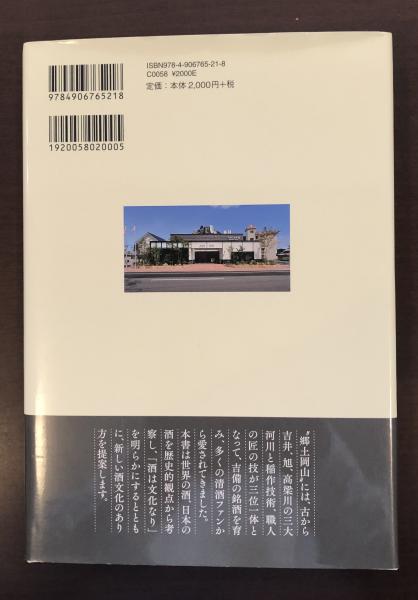 ISBN978-4-906765-21-8
C0058 ¥2000E
定価：本体2,000円+税
9784906765218
1920058020005
〝郷土岡山〟には、古から
吉井、旭、高梁川の三大
河川と稲作技術、職人
の匠の技が三位一体と
なって、吉備の銘酒を育
み、多くの清酒ファンか
ら愛されてきました。
本書は世界の酒、日本の
酒を歴史的観点から考
察し、「酒は文化なり」
を明らかにするととも
に、新しい酒文化のあり
方を提案します。